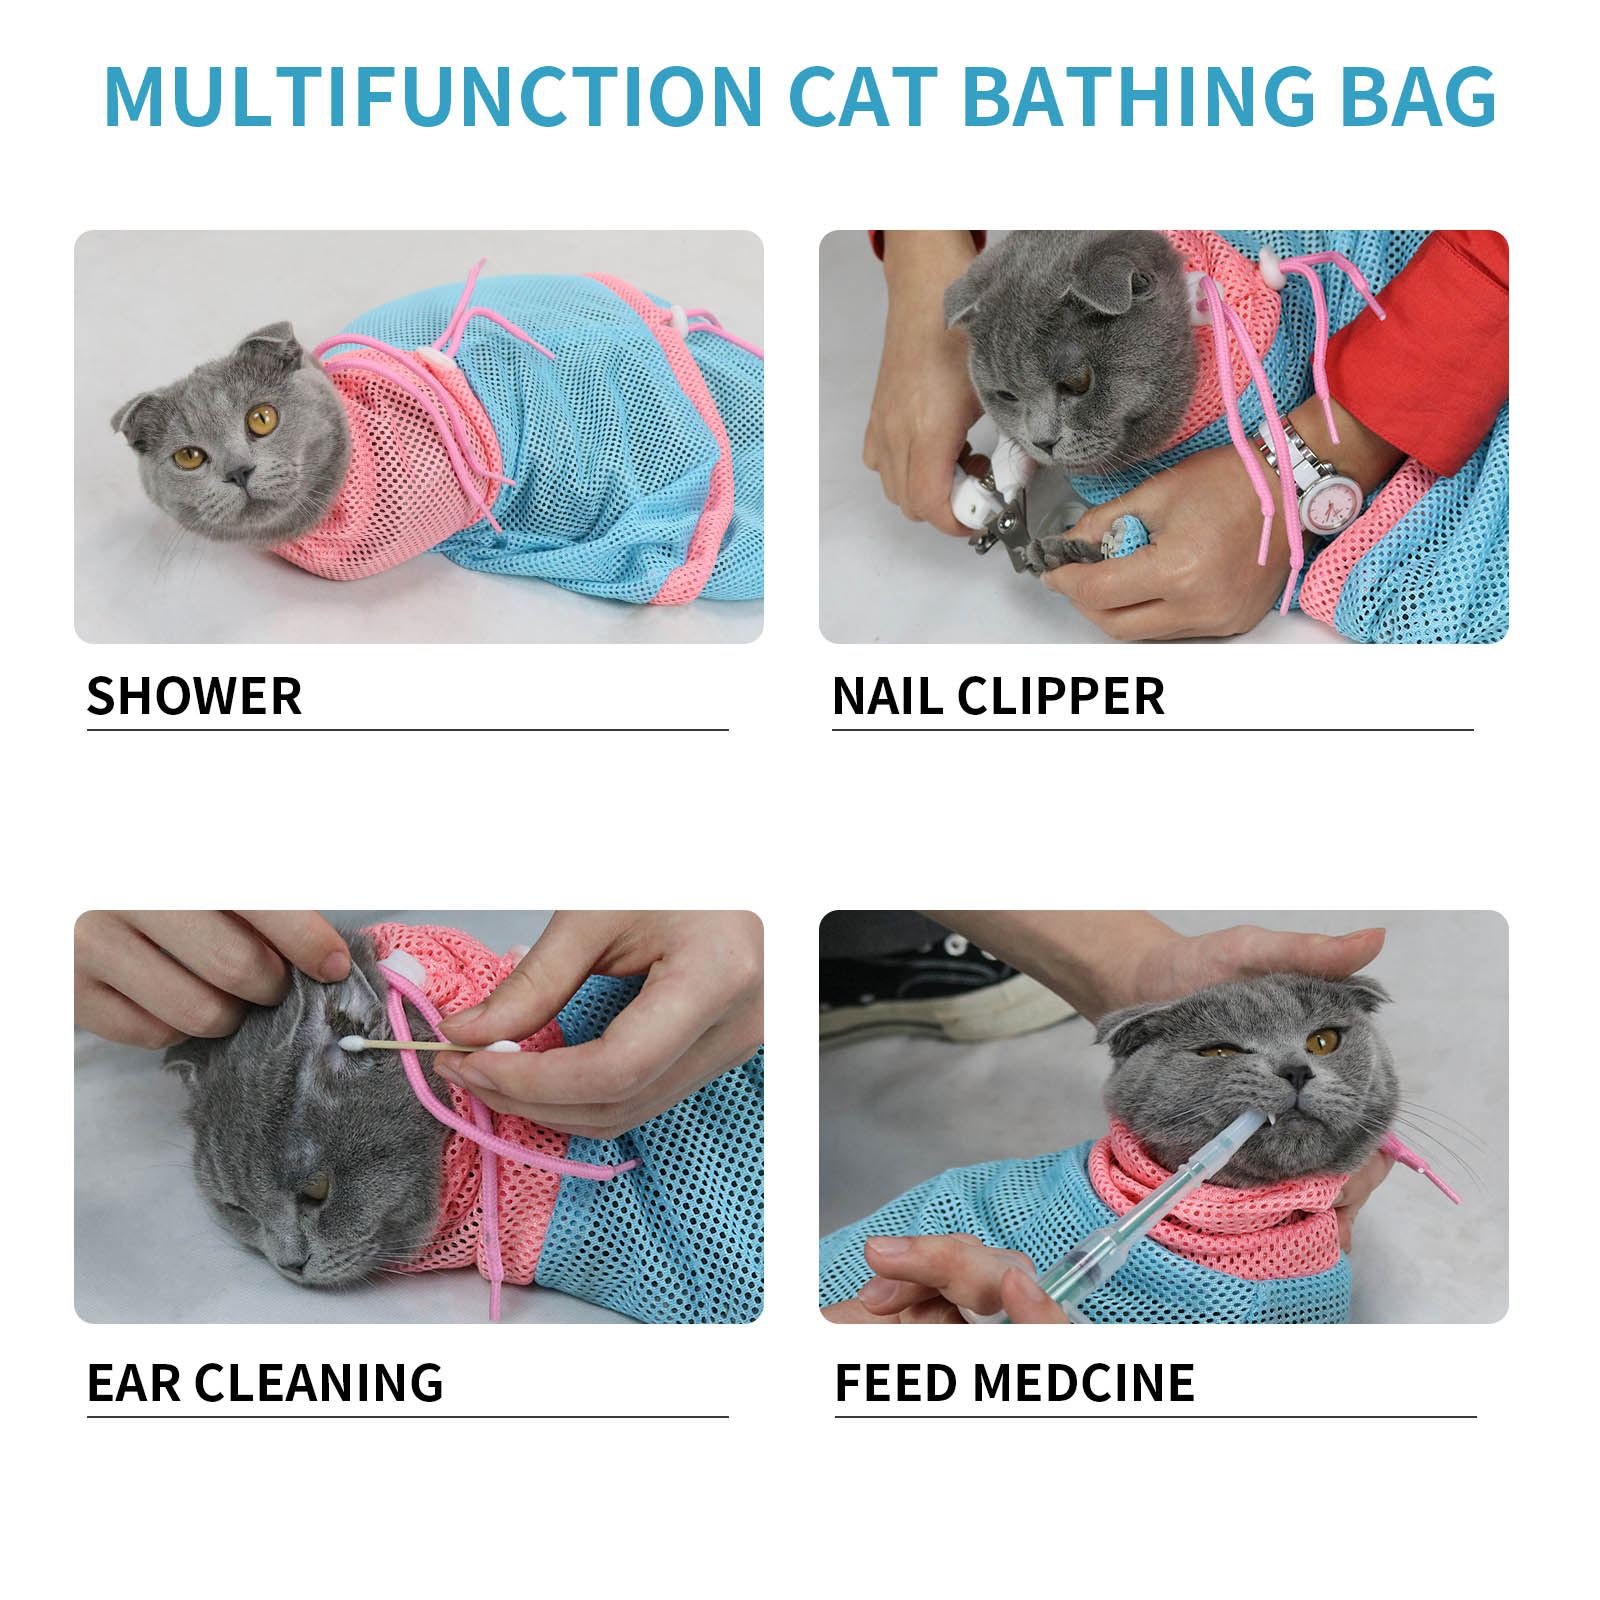 MULTIFUNCTION CAT BATHING BAG
SHOWER
NAIL CLIPPER
EAR CLEANING
FEED MEDCINE